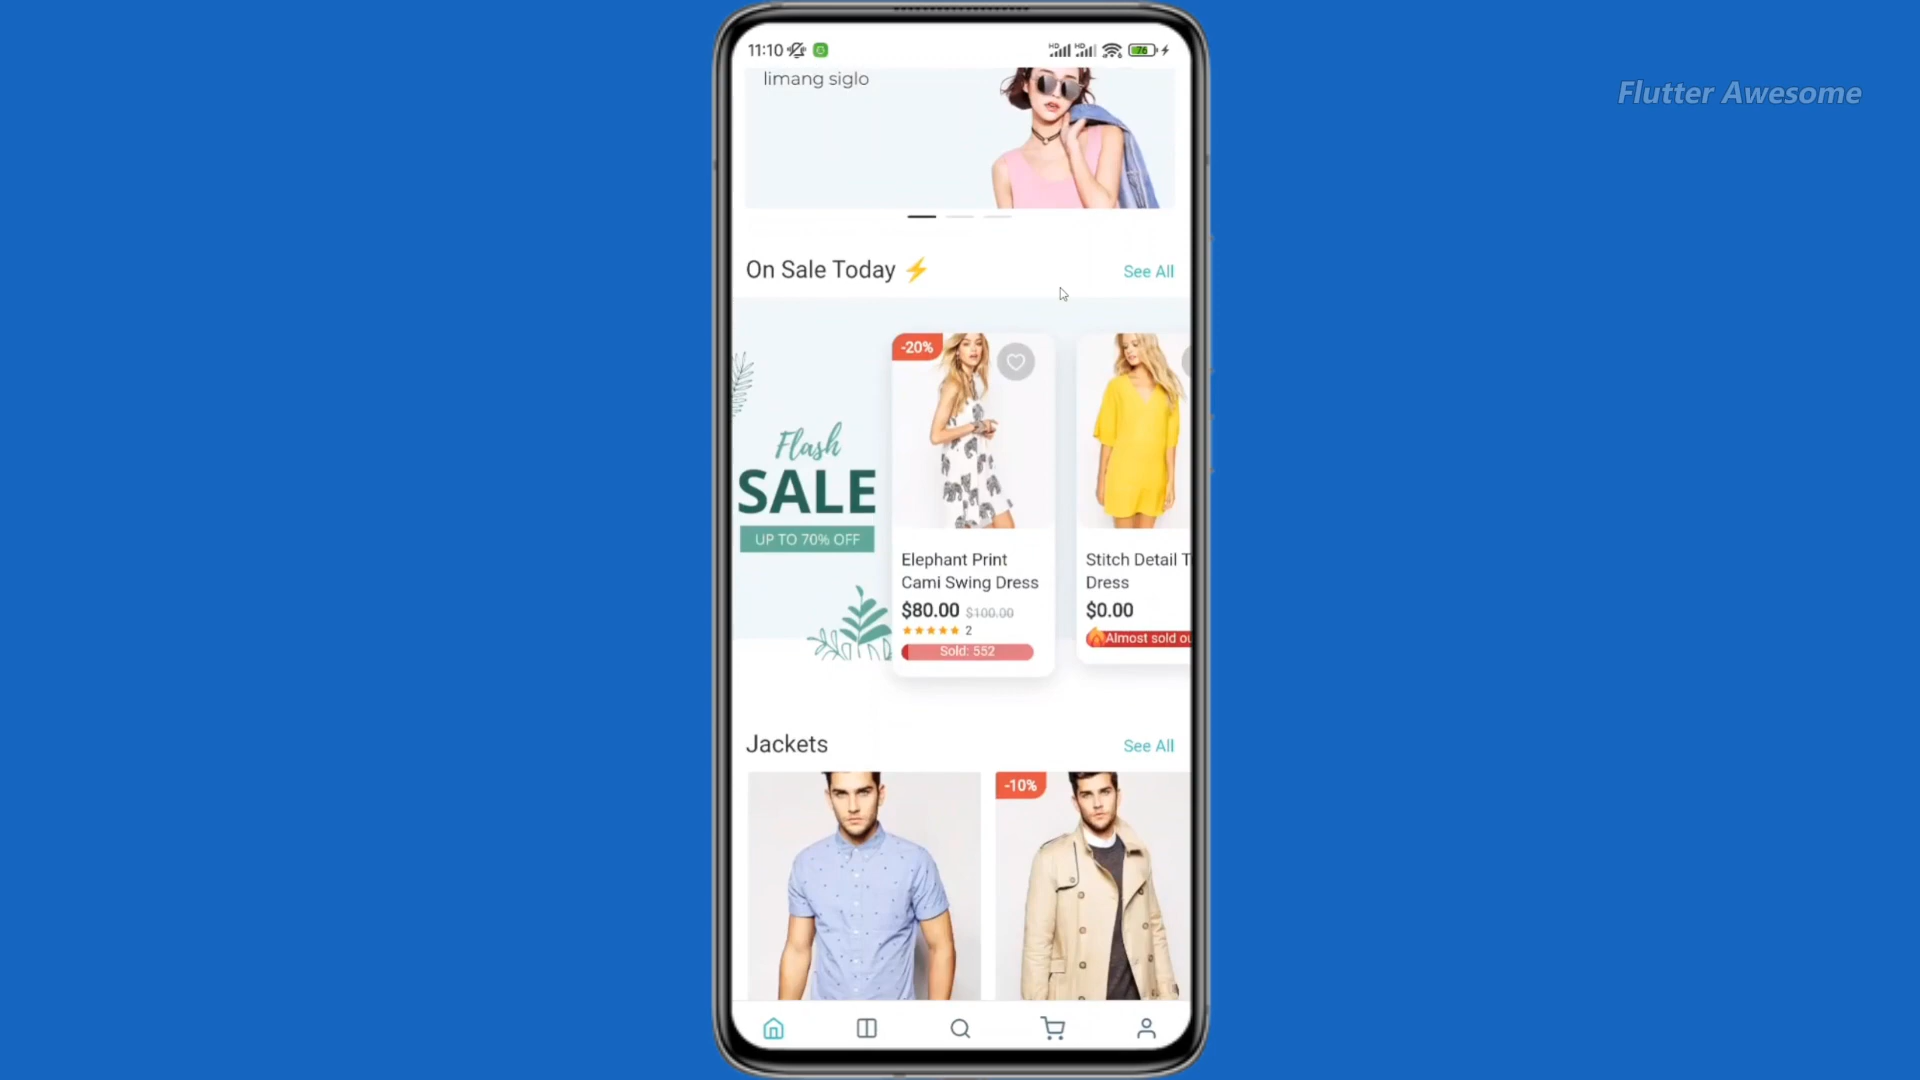 11:10
76
Flutter Awesome
limang siglo
On Sale Today ⚡
See All
-20%
Flash
SALE
UP TO 70% OFF
Elephant Print
Cami Swing Dress
$80.00 $100.00
2
Sold: 552
Stitch Detail T
Dress
$0.00
Almost sold ou
Jackets
See All
-10%